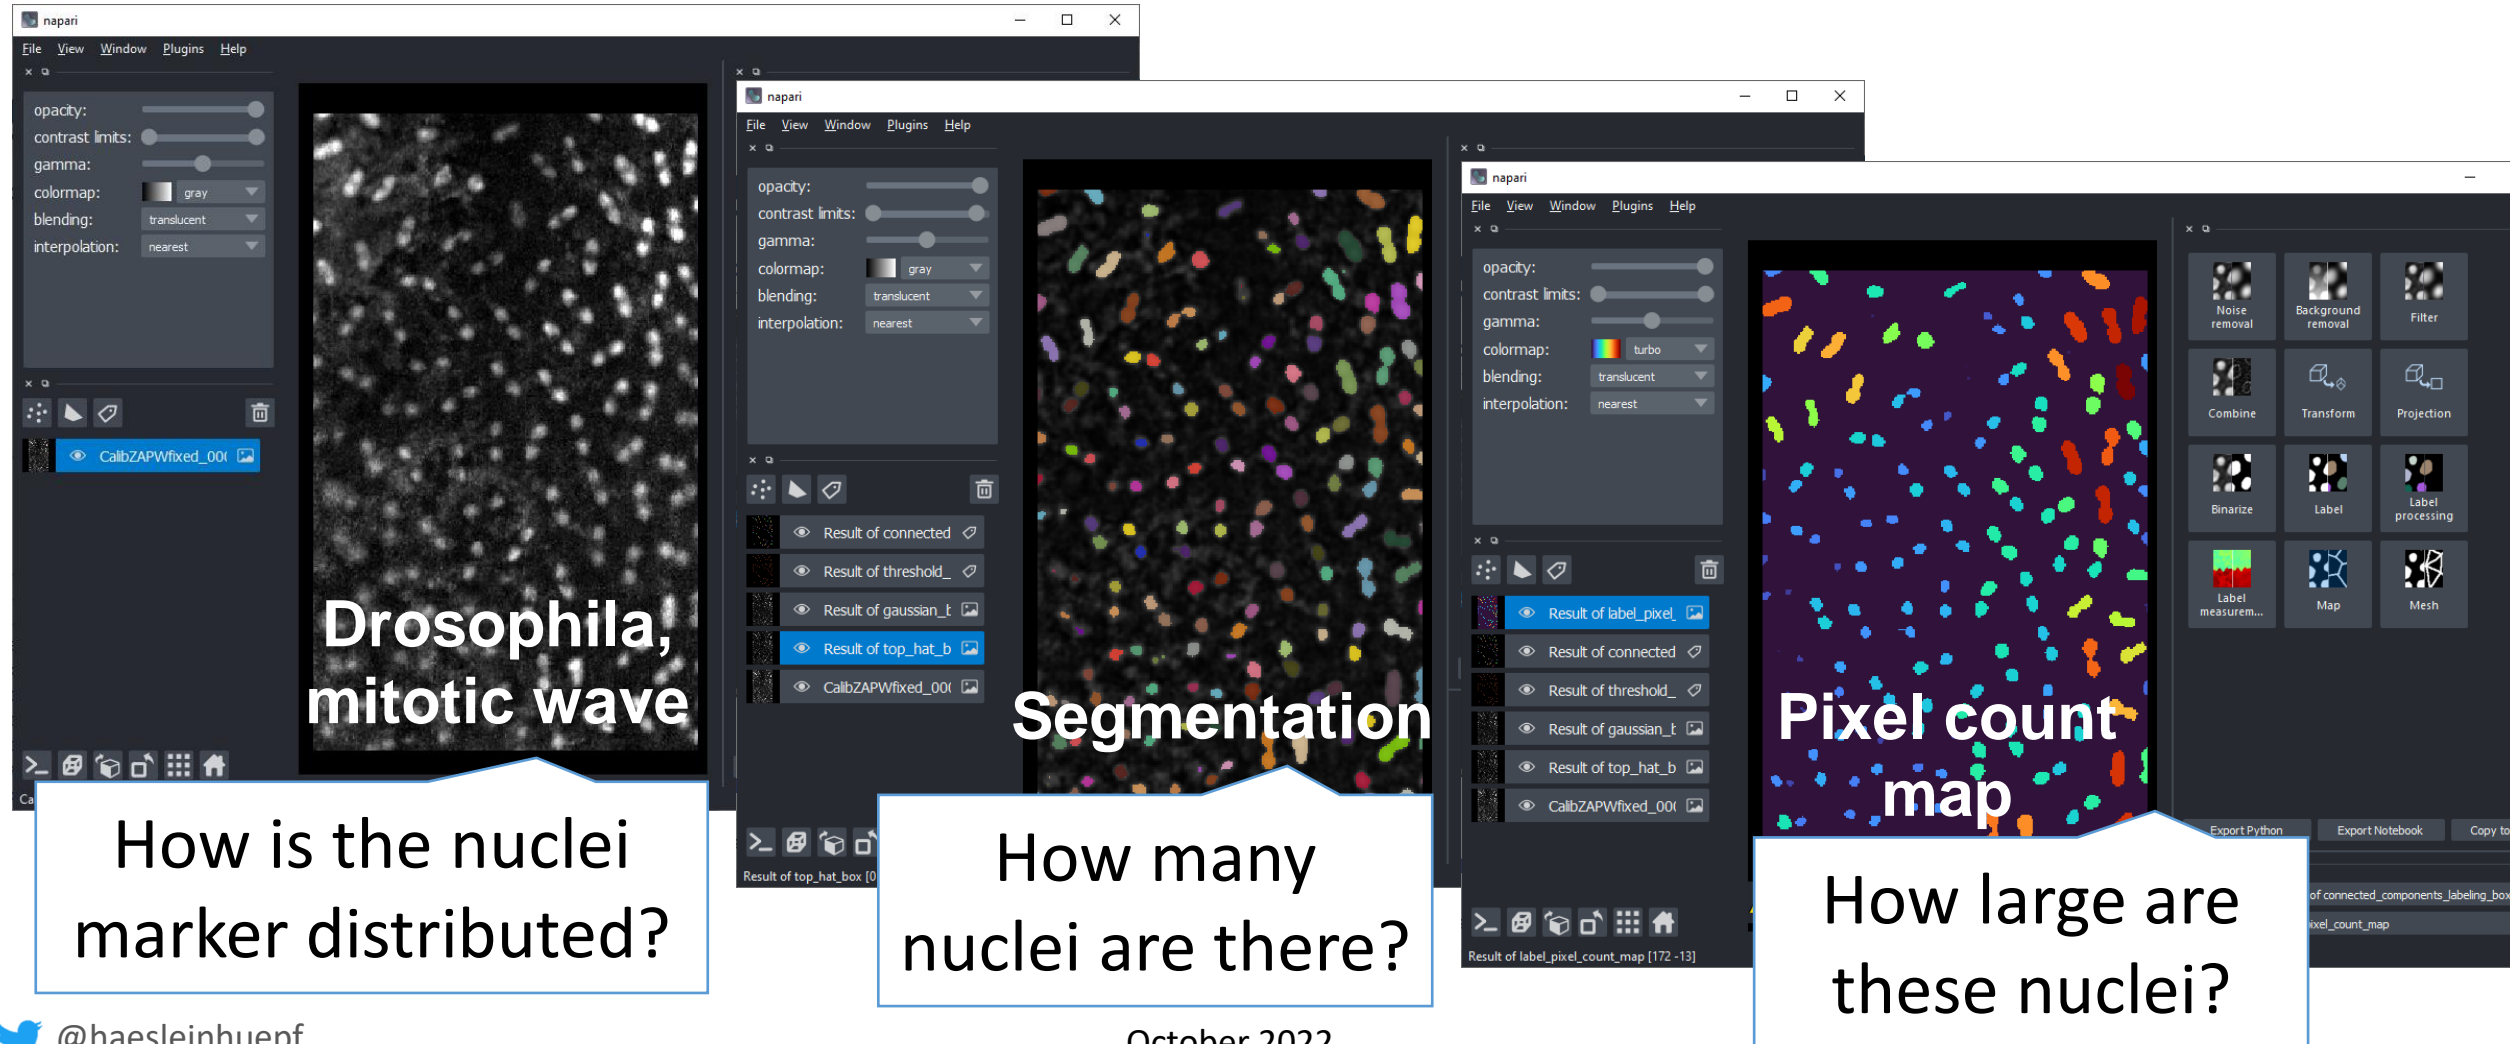 napari
File View Window Plugins Help
opacity:
contrast limits:
gamma:
colormap: gray
blending: translucent
interpolation: nearest
CalibZAPWfixed_00(
Drosophila,
mitotic wave
Ca
How is the nuclei
marker distributed?
napari
File View Window Plugins Help
opacity:
contrast limits:
gamma:
colormap: gray
blending: translucent
interpolation: nearest
Result of connected
Result of threshold_
Result of gaussian_t
Result of top_hat_b
CalibZAPWfixed_00(
Segmentation
Result of top_hat_box [0
How many
nuclei are there?
napari
File View Window Plugins Help
opacity:
contrast limits:
gamma:
colormap: turbo
blending: translucent
interpolation: nearest
Result of label_pixel_
Result of connected
Result of threshold_
Result of gaussian_t
Result of top_hat_b
CalibZAPWfixed_00(
Pixel count
map
Noise
removal
Background
removal
Filter
Combine
Transform
Projection
Binarize
Label
Label
processing
Label
measurem...
Map
Mesh
Export Python Export Notebook Copy to
of connected_components_labeling_box
ixel_count_map
Result of label_pixel_count_map [172 -13]
How large are
these nuclei?
@haesleinhuepf
October 2022